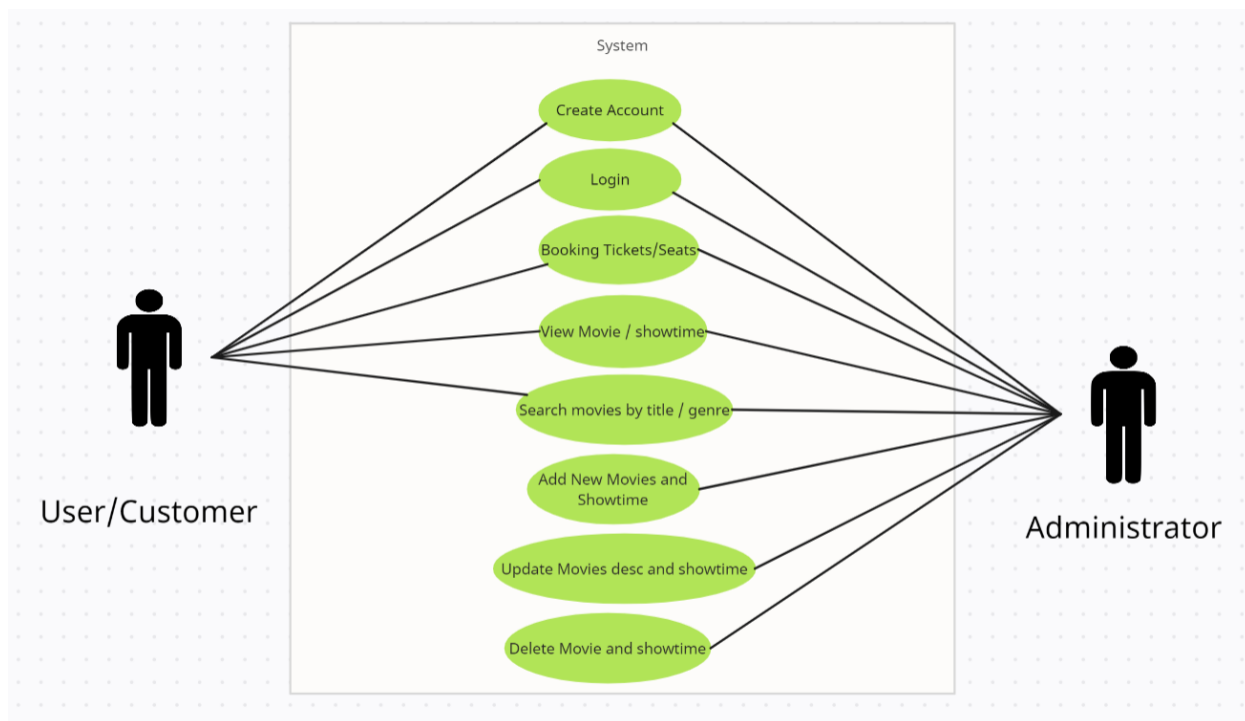 System
Create Account
Login
Booking Tickets/Seats
View Movie / showtime
Search movies by title / genre
Add New Movies and
Showtime
Update Movies desc and showtime
Delete Movie and showtime
User/Customer
Administrator